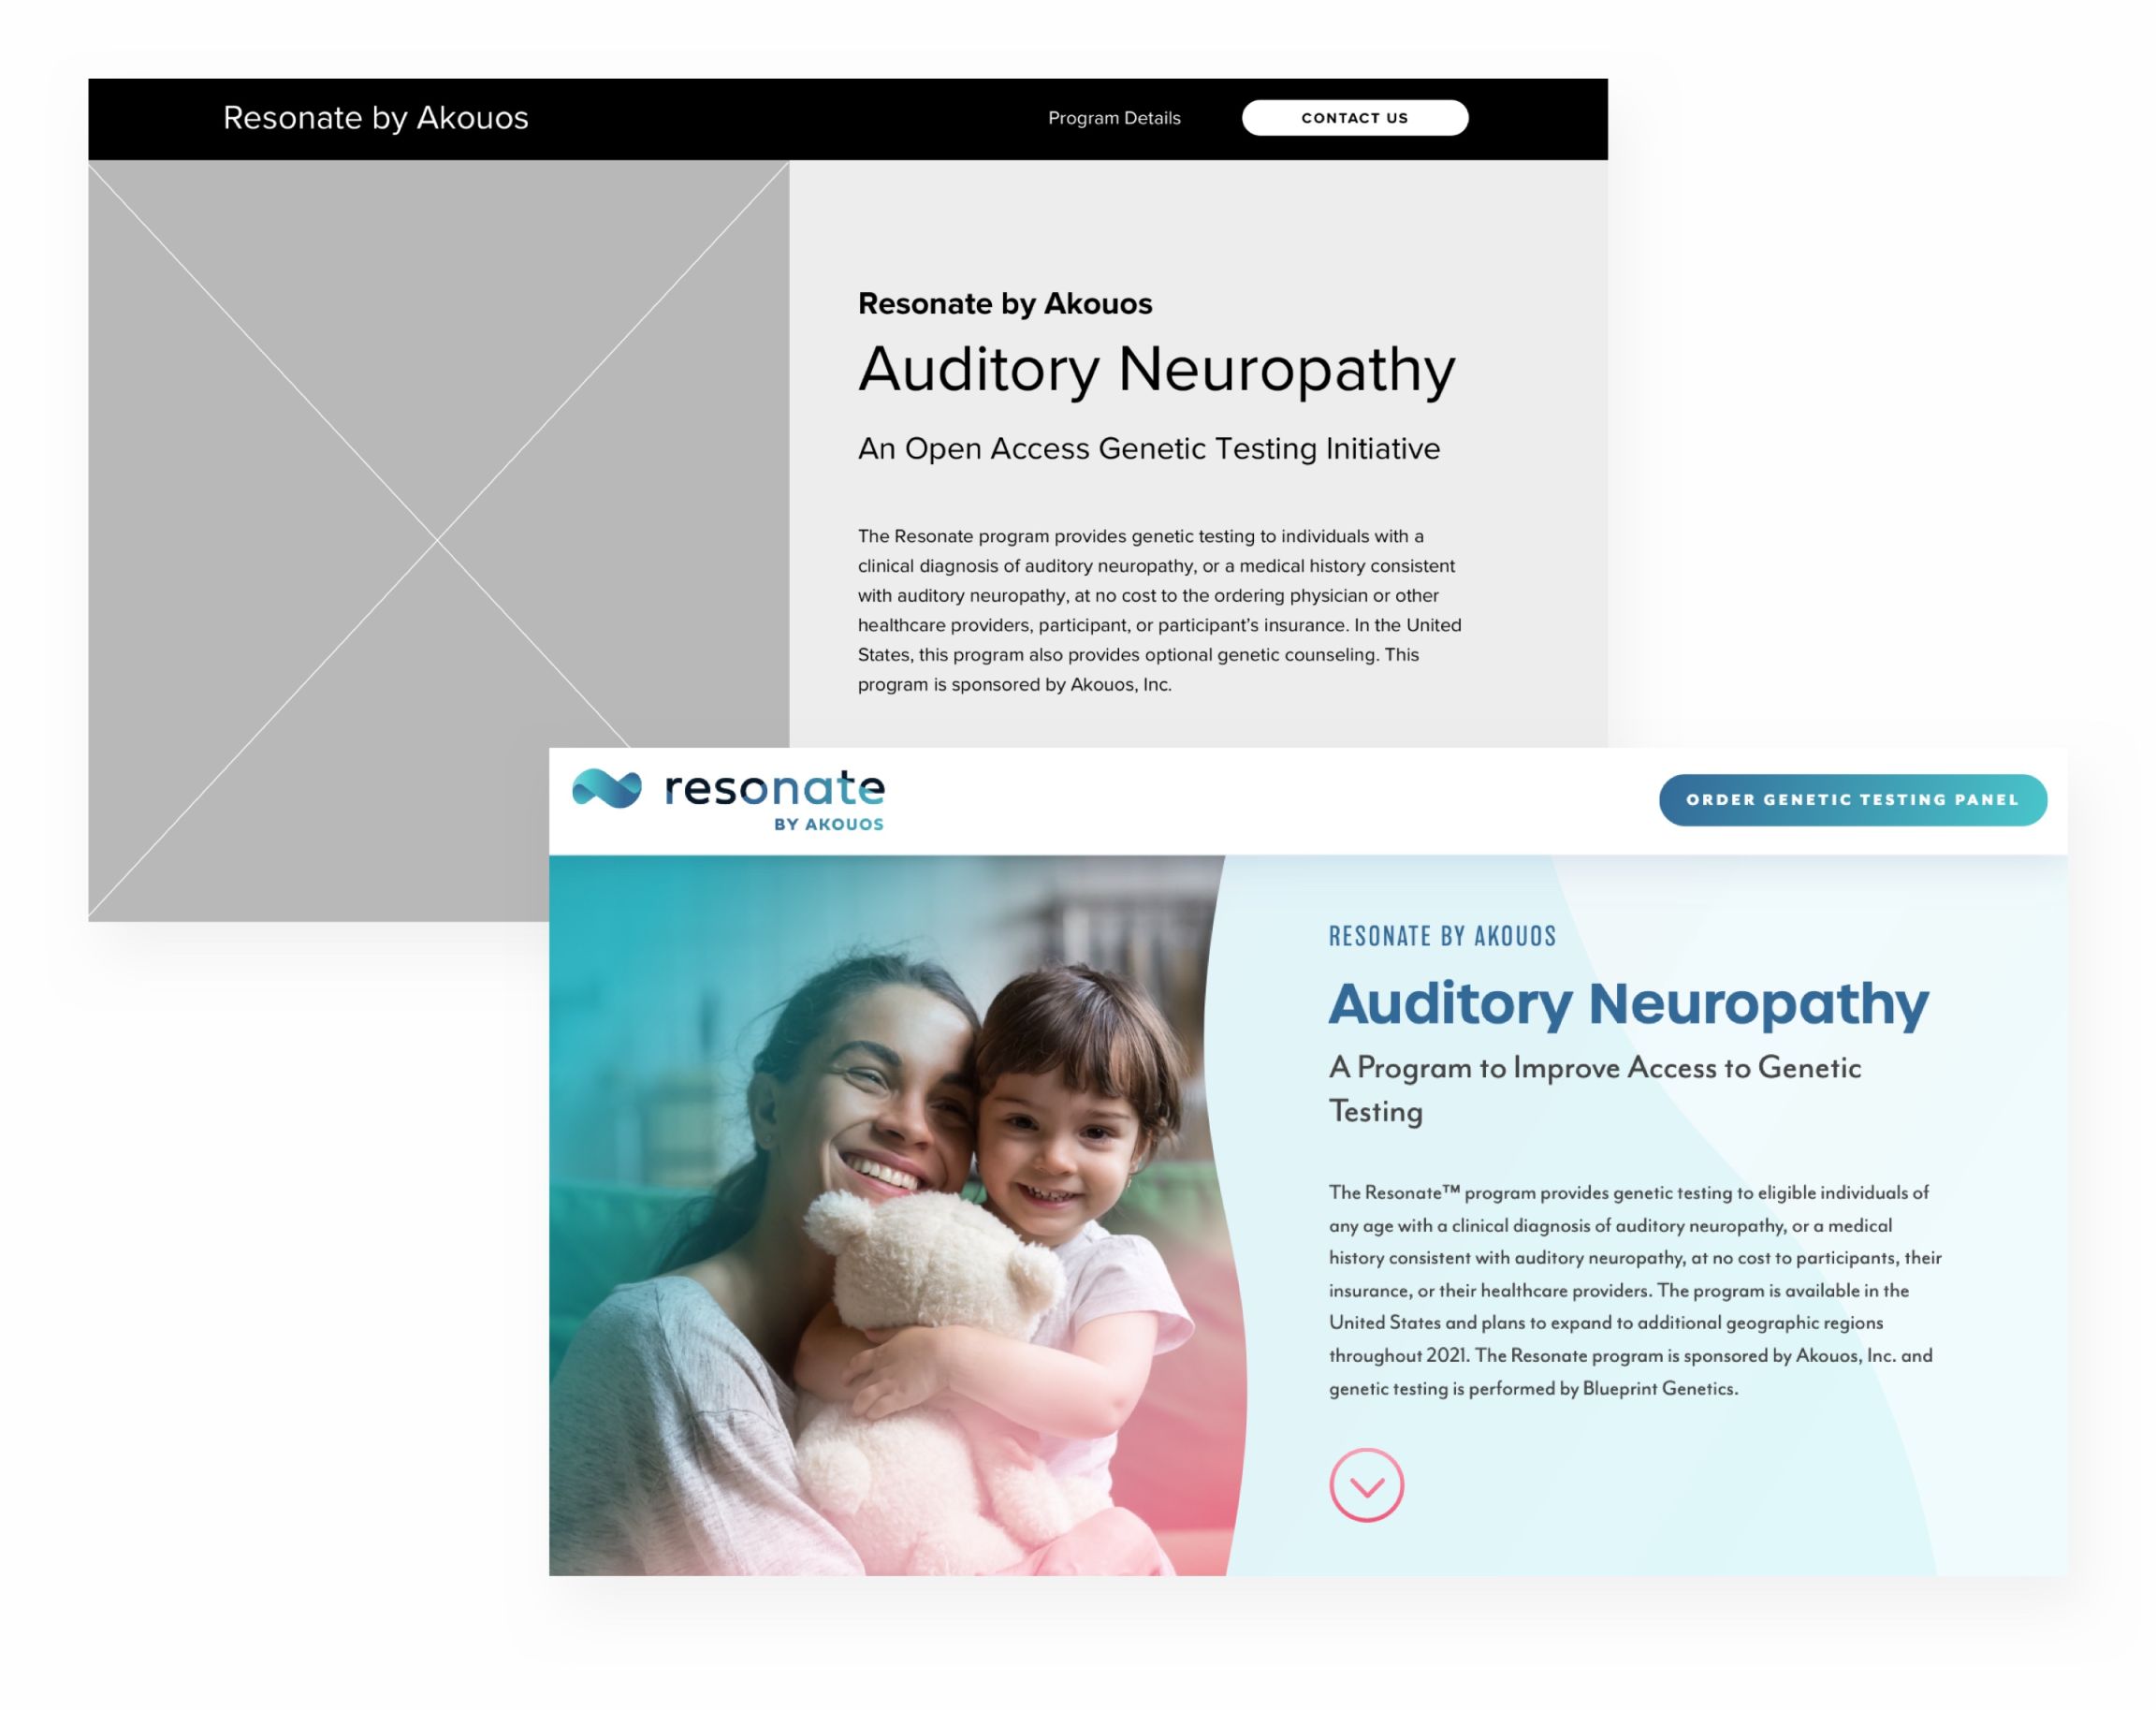 Resonate by Akouos
Program Details
CONTACT US
Resonate by Akouos
Auditory Neuropathy
An Open Access Genetic Testing Initiative
The Resonate program provides genetic testing to individuals with a
clinical diagnosis of auditory neuropathy, or a medical history consistent
with auditory neuropathy, at no cost to the ordering physician or other
healthcare providers, participant, or participant’s insurance. In the United
States, this program also provides optional genetic counseling. This
program is sponsored by Akouos, Inc.
resonate
BY AKOUOS
ORDER GENETIC TESTING PANEL
RESONATE BY AKOUOS
Auditory Neuropathy
A Program to Improve Access to Genetic
Testing
The Resonate™ program provides genetic testing to eligible individuals of
any age with a clinical diagnosis of auditory neuropathy, or a medical
history consistent with auditory neuropathy, at no cost to participants, their
insurance, or their healthcare providers. The program is available in the
United States and plans to expand to additional geographic regions
throughout 2021. The Resonate program is sponsored by Akouos, Inc. and
genetic testing is performed by Blueprint Genetics.